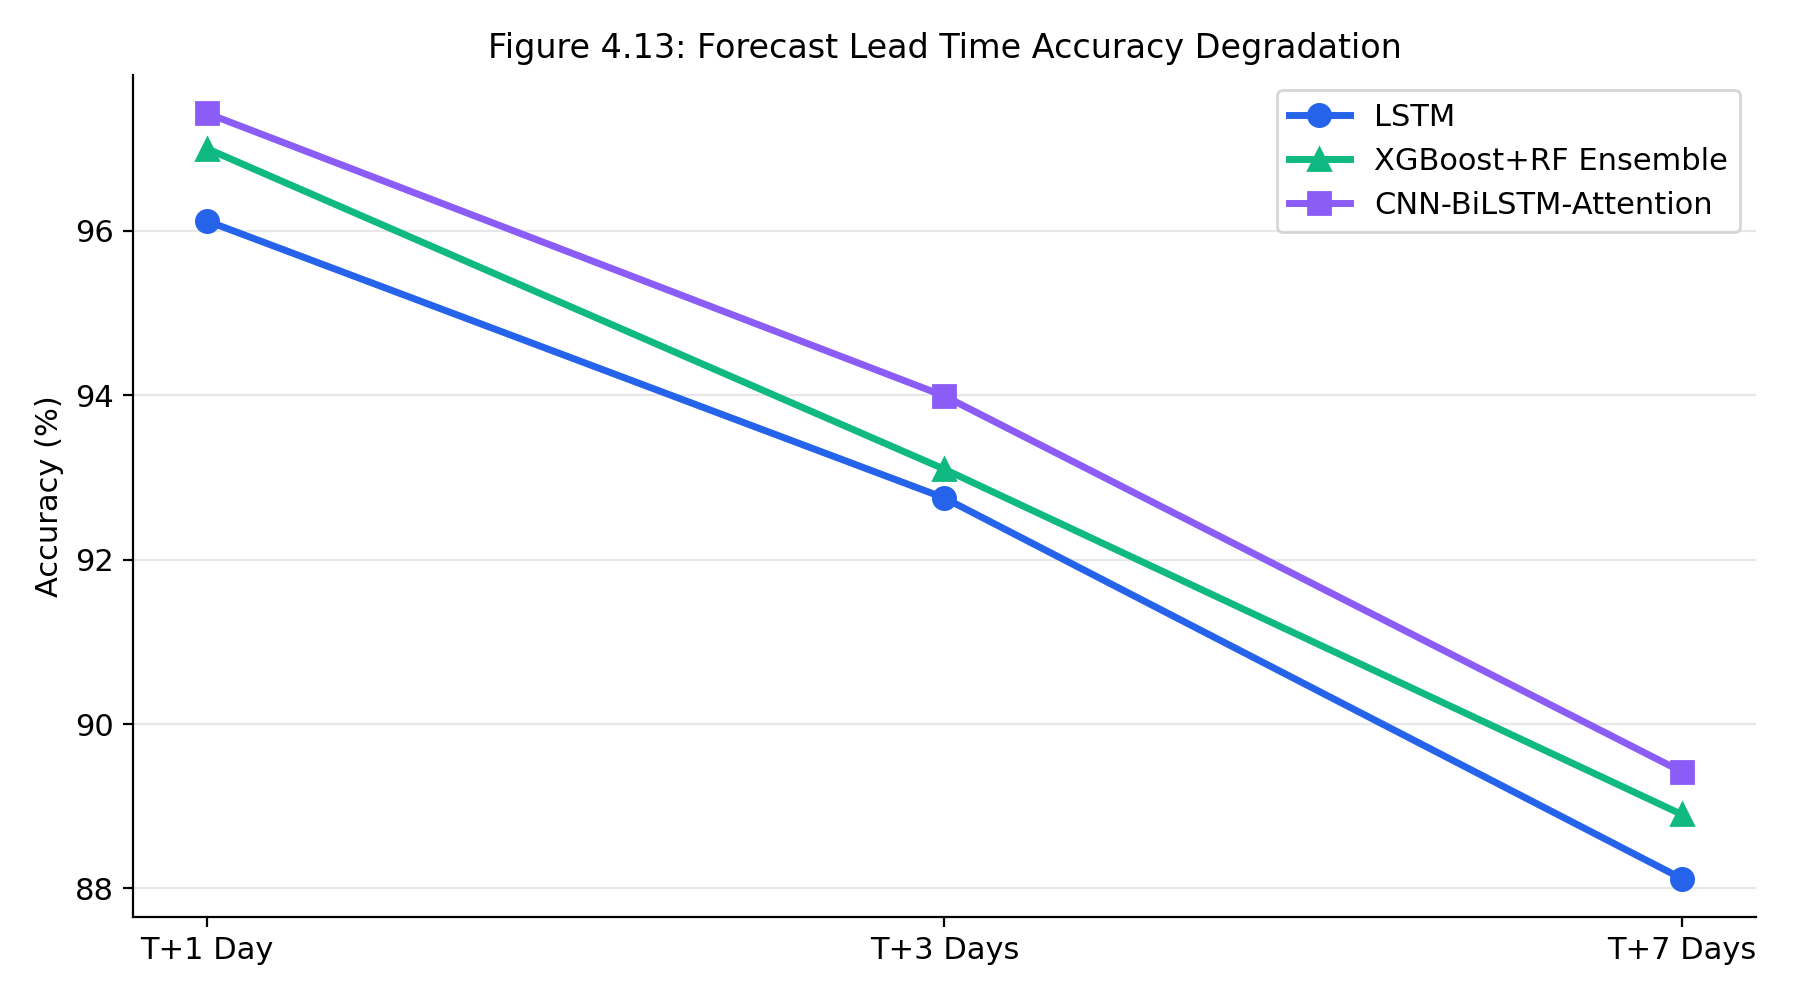 Figure 4.13: Forecast Lead Time Accuracy Degradation
LSTM
XGBoost+RF Ensemble
CNN-BiLSTM-Attention
Accuracy (%)
96
94
92
90
88
T+1 Day
T+3 Days
T+7 Days